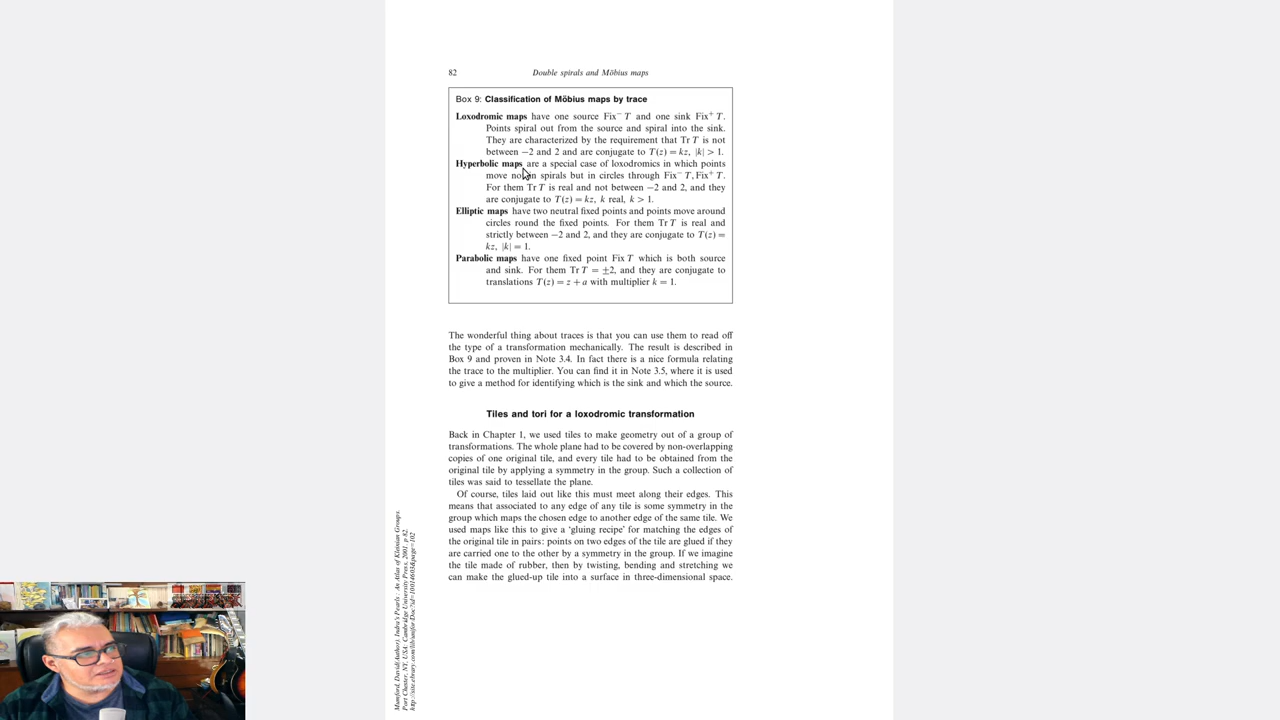 82
Double spirals and Möbius maps
Box 9: Classification of Möbius maps by trace
Loxodromic maps have one source Fix⁻ T and one sink Fix⁺ T.
Points spiral out from the source and spiral into the sink.
They are characterized by the requirement that Tr T is not
between −2 and 2 and are conjugate to T(z) = kz, |k| > 1.
Hyperbolic maps are a special case of loxodromics in which points
move not in spirals but in circles through Fix⁻ T, Fix⁺ T.
For them Tr T is real and not between −2 and 2, and they
are conjugate to T(z) = kz, k real, k > 1.
Elliptic maps have two neutral fixed points and points move around
circles round the fixed points. For them Tr T is real and
strictly between −2 and 2, and they are conjugate to T(z) =
kz, |k| = 1.
Parabolic maps have one fixed point Fix T which is both source
and sink. For them Tr T = ±2, and they are conjugate to
translations T(z) = z + a with multiplier k = 1.
The wonderful thing about traces is that you can use them to read off
the type of a transformation mechanically. The result is described in
Box 9 and proven in Note 3.4. In fact there is a nice formula relating
the trace to the multiplier. You can find it in Note 3.5, where it is used
to give a method for identifying which is the sink and which the source.
Tiles and tori for a loxodromic transformation
Back in Chapter 1, we used tiles to make geometry out of a group of
transformations. The whole plane had to be covered by non-overlapping
copies of one original tile, and every tile had to be obtained from the
original tile by applying a symmetry in the group. Such a collection of
tiles was said to tessellate the plane.
Of course, tiles laid out like this must meet along their edges. This
means that associated to any edge of any tile is some symmetry in the
group which maps the chosen edge to another edge of the same tile. We
used maps like this to give a 'gluing recipe' for matching the edges of
the original tile in pairs: points on two edges of the tile are glued if they
are carried one to the other by a symmetry in the group. If we imagine
the tile made of rubber, then by twisting, bending and stretching we
can make the glued-up tile into a surface in three-dimensional space.
Mumford, David(Author). Indra's Pearls : An Atlas of Kleinian Groups.
Port Chester, NY, USA: Cambridge University Press, 2001. p 82.